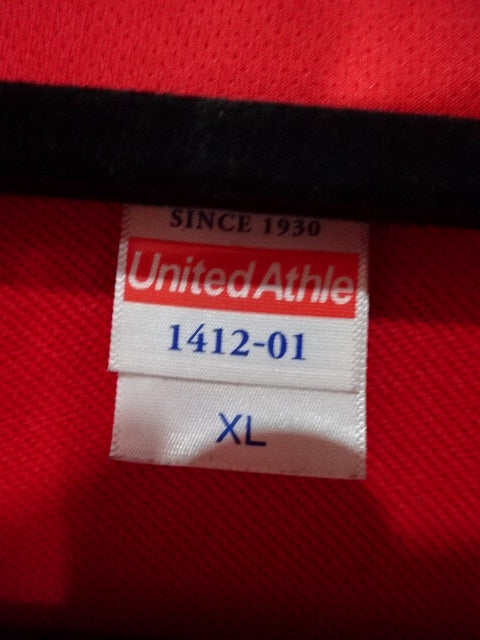 SINCE 1930
United Athle
1412-01
XL